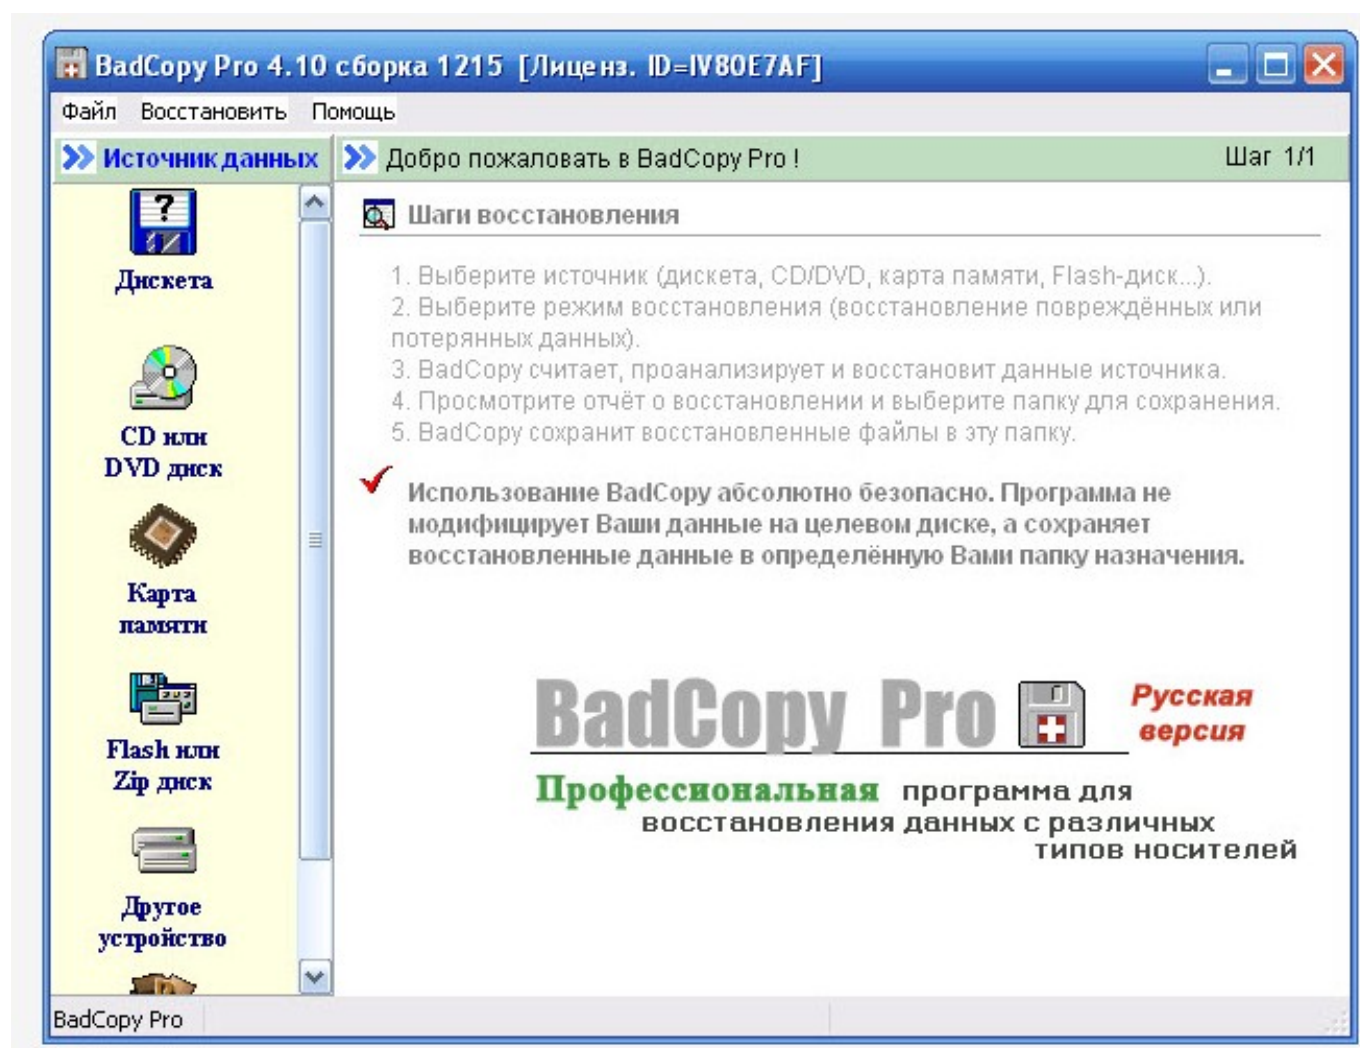 BadCopy Pro 4.10 сборка 1215 [Лиценз. ID=IV80E7AF]
Файл Восстановить Помощь
Источник данных
Добро пожаловать в BadCopy Pro !
Шаг 1/1
Дискета
CD или
DVD диск
Карта
памяти
Flash или
Zip диск
Другое
устройство
Шаги восстановления
1. Выберите источник (дискета, CD/DVD, карта памяти, Flash-диск...).
2. Выберите режим восстановления (восстановление повреждённых или
потерянных данных).
3. BadCopy считает, проанализирует и восстановит данные источника.
4. Просмотрите отчёт о восстановлении и выберите папку для сохранения.
5. BadCopy сохранит восстановленные файлы в эту папку.
Использование BadCopy абсолютно безопасно. Программа не
модифицирует Ваши данные на целевом диске, а сохраняет
восстановленные данные в определённую Вами папку назначения.
BadCopy Pro
Русская
версия
Профессиональная программа для
восстановления данных с различных
типов носителей
BadCopy Pro